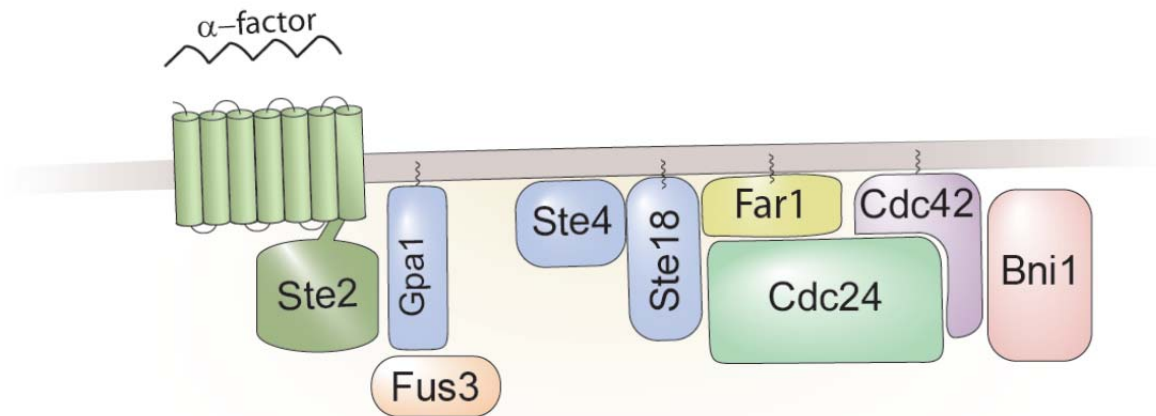 α–factor
Ste2
Gpa1
Fus3
Ste4
Ste18
Far1
Cdc24
Cdc42
Bni1